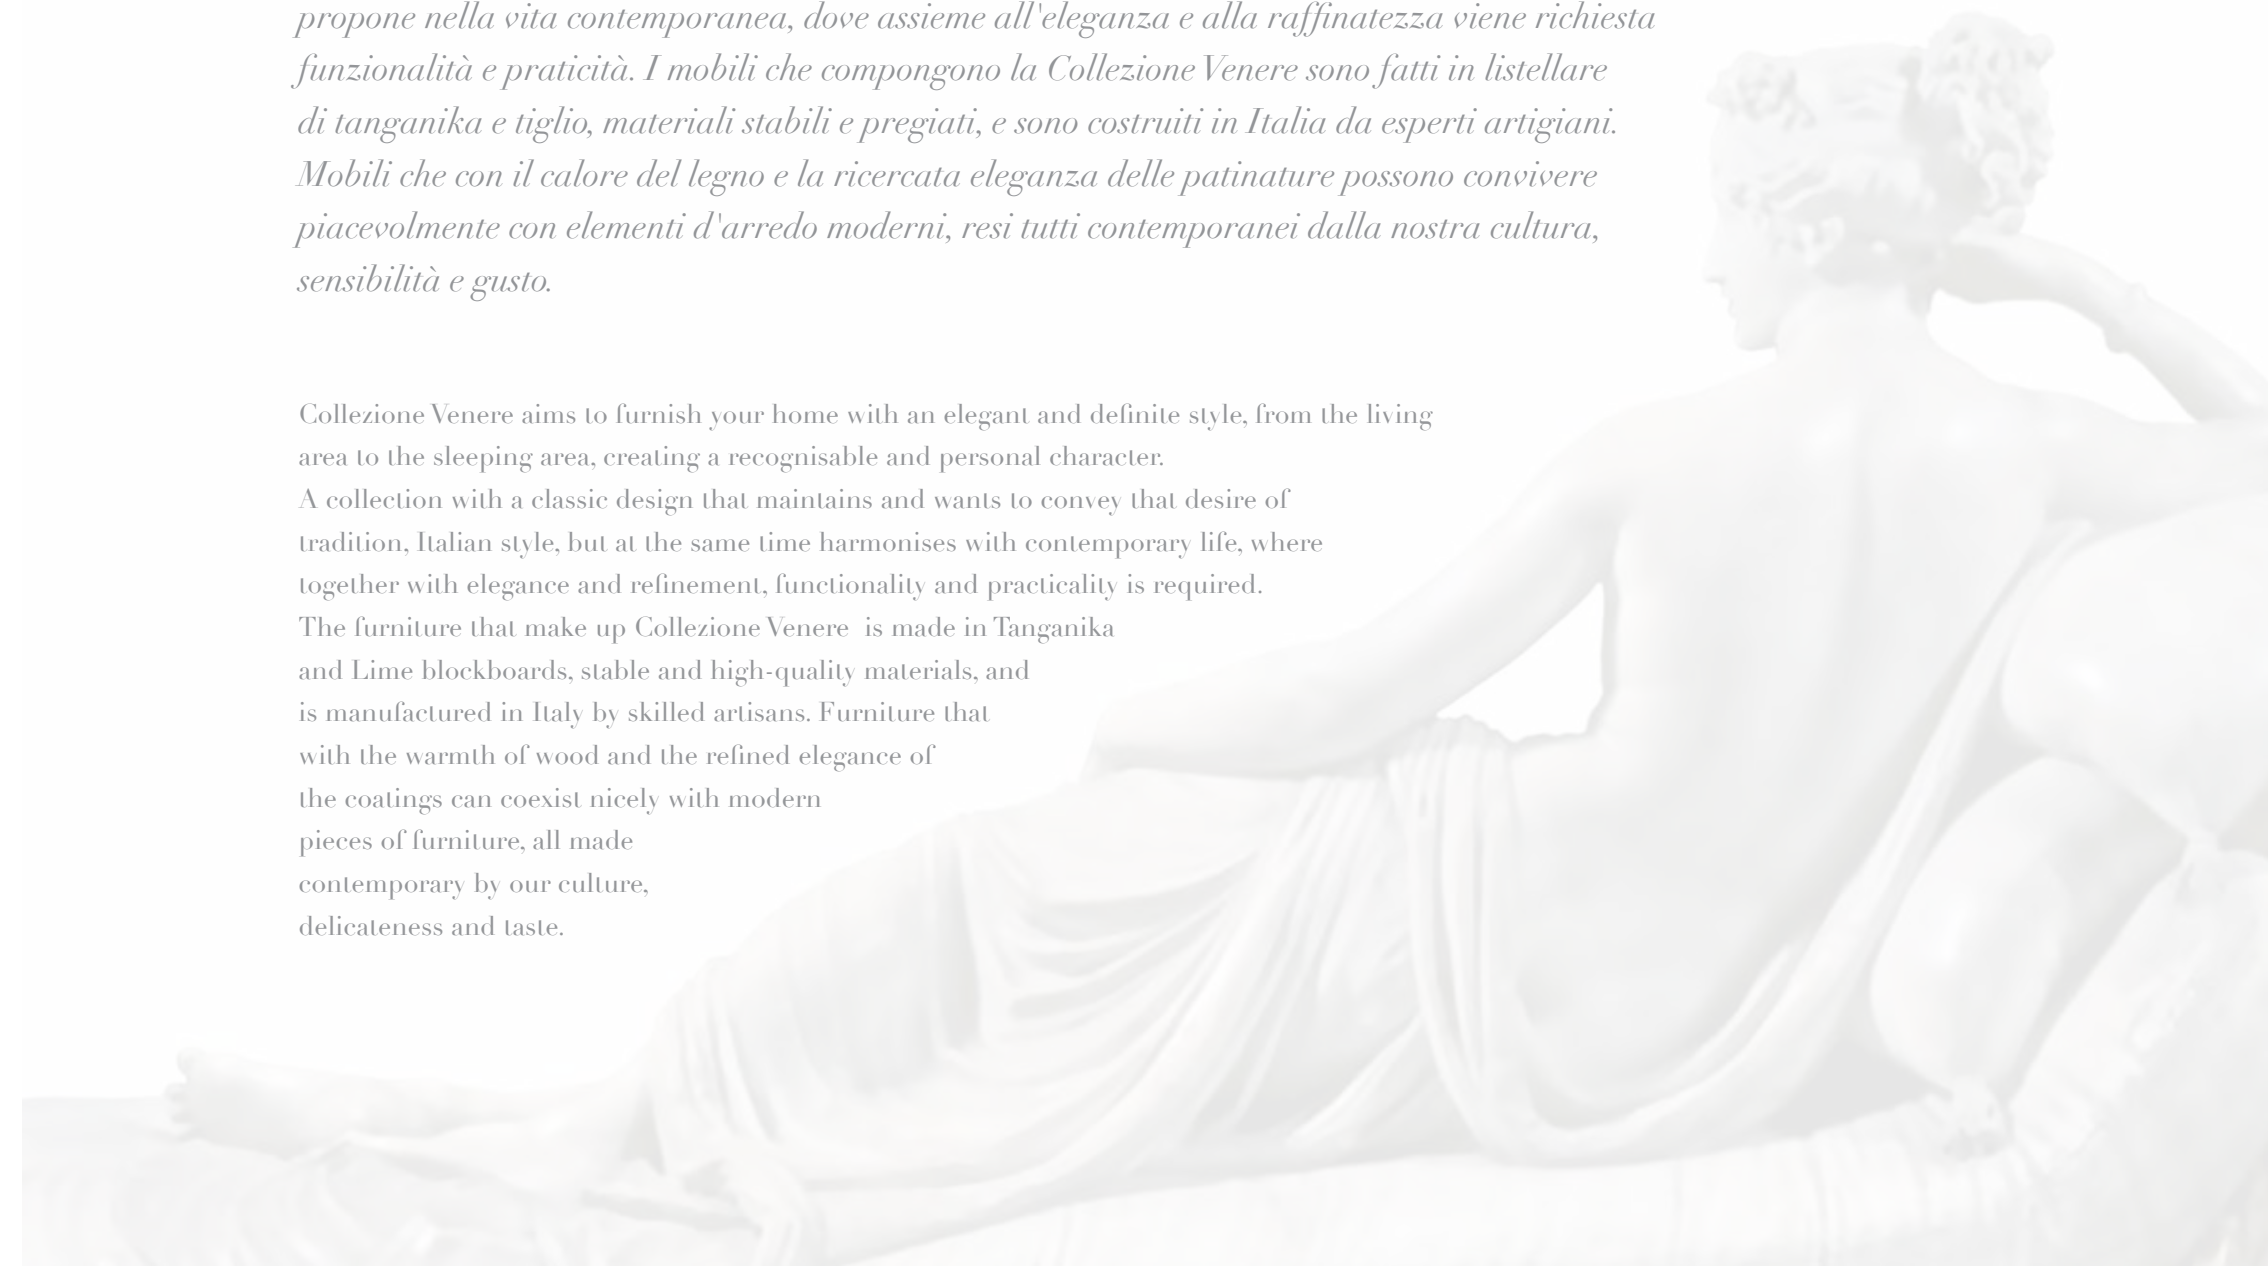 propone nella vita contemporanea, dove assieme all'eleganza e alla raffinatezza viene richiesta
funzionalità e praticità. I mobili che compongono la Collezione Venere sono fatti in listellare
di tanganika e tiglio, materiali stabili e pregiati, e sono costruiti in Italia da esperti artigiani.
Mobili che con il calore del legno e la ricercata eleganza delle patinature possono convivere
piacevolmente con elementi d'arredo moderni, resi tutti contemporanei dalla nostra cultura,
sensibilità e gusto.
Collezione Venere aims to furnish your home with an elegant and definite style, from the living
area to the sleeping area, creating a recognisable and personal character.
A collection with a classic design that maintains and wants to convey that desire of
tradition, Italian style, but at the same time harmonises with contemporary life, where
together with elegance and refinement, functionality and practicality is required.
The furniture that make up Collezione Venere is made in Tanganika
and Lime blockboards, stable and high-quality materials, and
is manufactured in Italy by skilled artisans. Furniture that
with the warmth of wood and the refined elegance of
the coatings can coexist nicely with modern
pieces of furniture, all made
contemporary by our culture,
delicateness and taste.